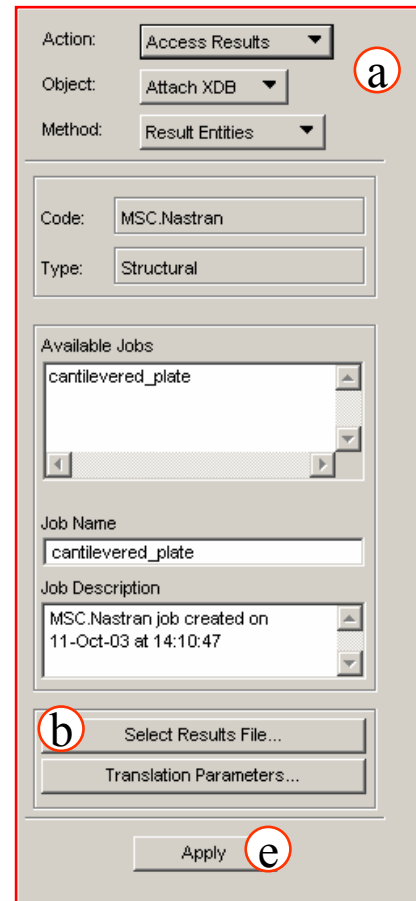 Action: Access Results
a
Object: Attach XDB
Method: Result Entities
Code: MSC.Nastran
Type: Structural
Available Jobs
cantilevered_plate
Job Name
cantilevered_plate
Job Description
MSC.Nastran job created on
11-Oct-03 at 14:10:47
b Select Results File...
Translation Parameters...
Apply e